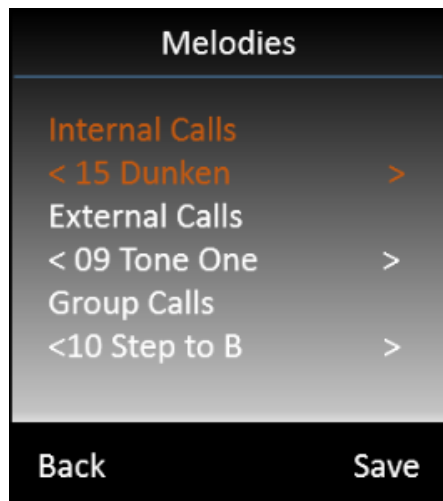 Melodies
Internal Calls
< 15 Dunken >
External Calls
< 09 Tone One >
Group Calls
<10 Step to B >
Back Save